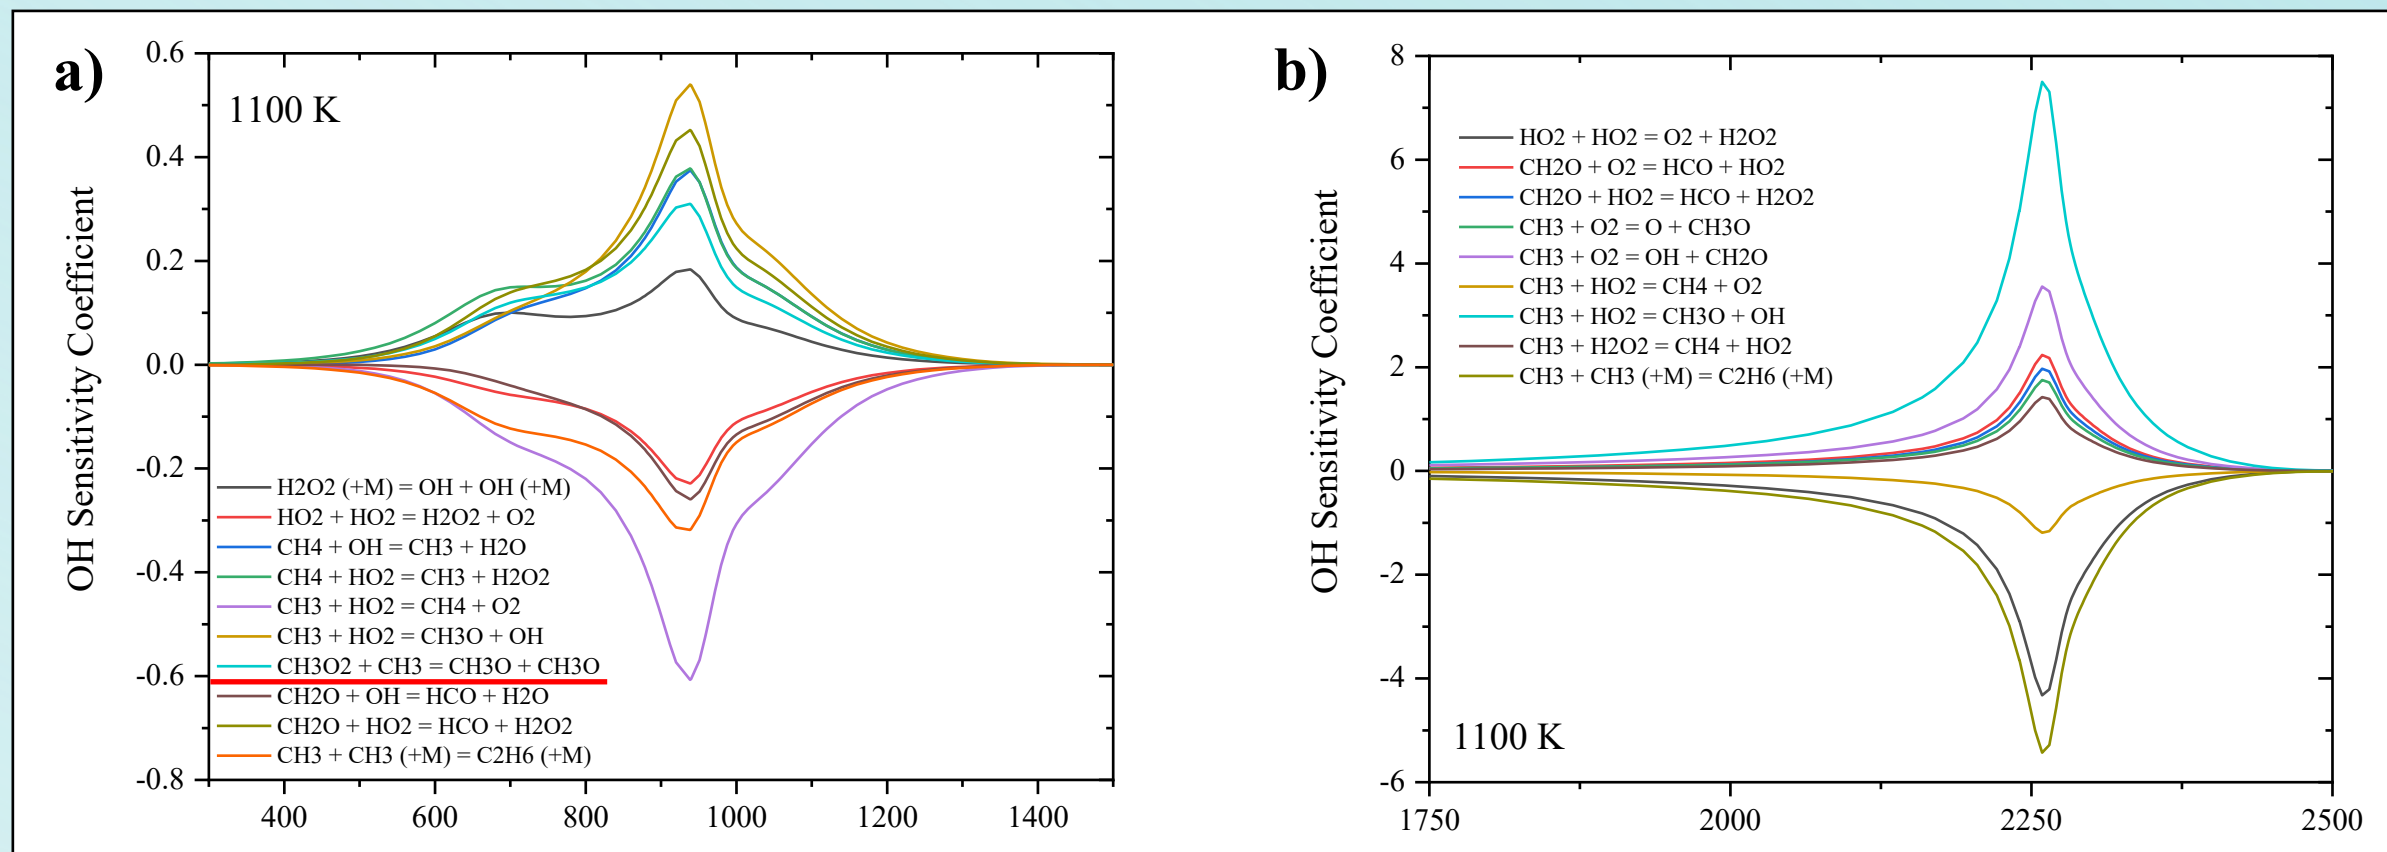 a)
1100 K
OH Sensitivity Coefficient
0.6
0.4
0.2
0.0
-0.2
-0.4
-0.6
-0.8
H2O2 (+M) = OH + OH (+M)
HO2 + HO2 = H2O2 + O2
CH4 + OH = CH3 + H2O
CH4 + HO2 = CH3 + H2O2
CH3 + HO2 = CH4 + O2
CH3 + HO2 = CH3O + OH
CH3O2 + CH3 = CH3O + CH3O
CH2O + OH = HCO + H2O
CH2O + HO2 = HCO + H2O2
CH3 + CH3 (+M) = C2H6 (+M)
400 600 800 1000 1200 1400
b)
OH Sensitivity Coefficient
8
6
4
2
0
-2
-4
-6
HO2 + HO2 = O2 + H2O2
CH2O + O2 = HCO + HO2
CH2O + HO2 = HCO + H2O2
CH3 + O2 = O + CH3O
CH3 + O2 = OH + CH2O
CH3 + HO2 = CH4 + O2
CH3 + HO2 = CH3O + OH
CH3 + H2O2 = CH4 + HO2
CH3 + CH3 (+M) = C2H6 (+M)
1100 K
1750 2000 2250 2500